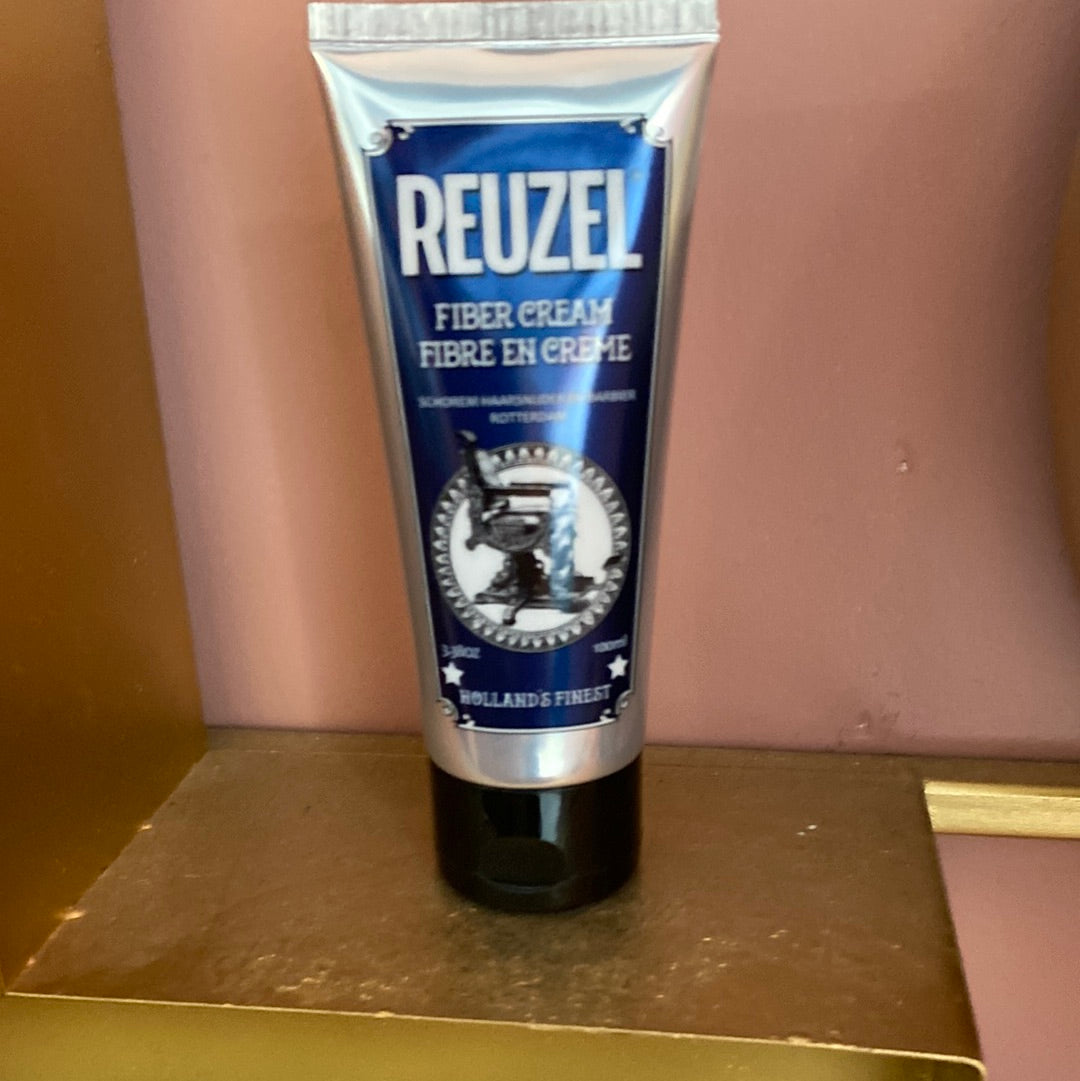 REUZEL
FIBER CREAM
FIBRE EN CREME
SCHOREM HAARSNIJDER EN BARBIER
ROTTERDAM
3.38oz
100ml
HOLLAND'S FINEST